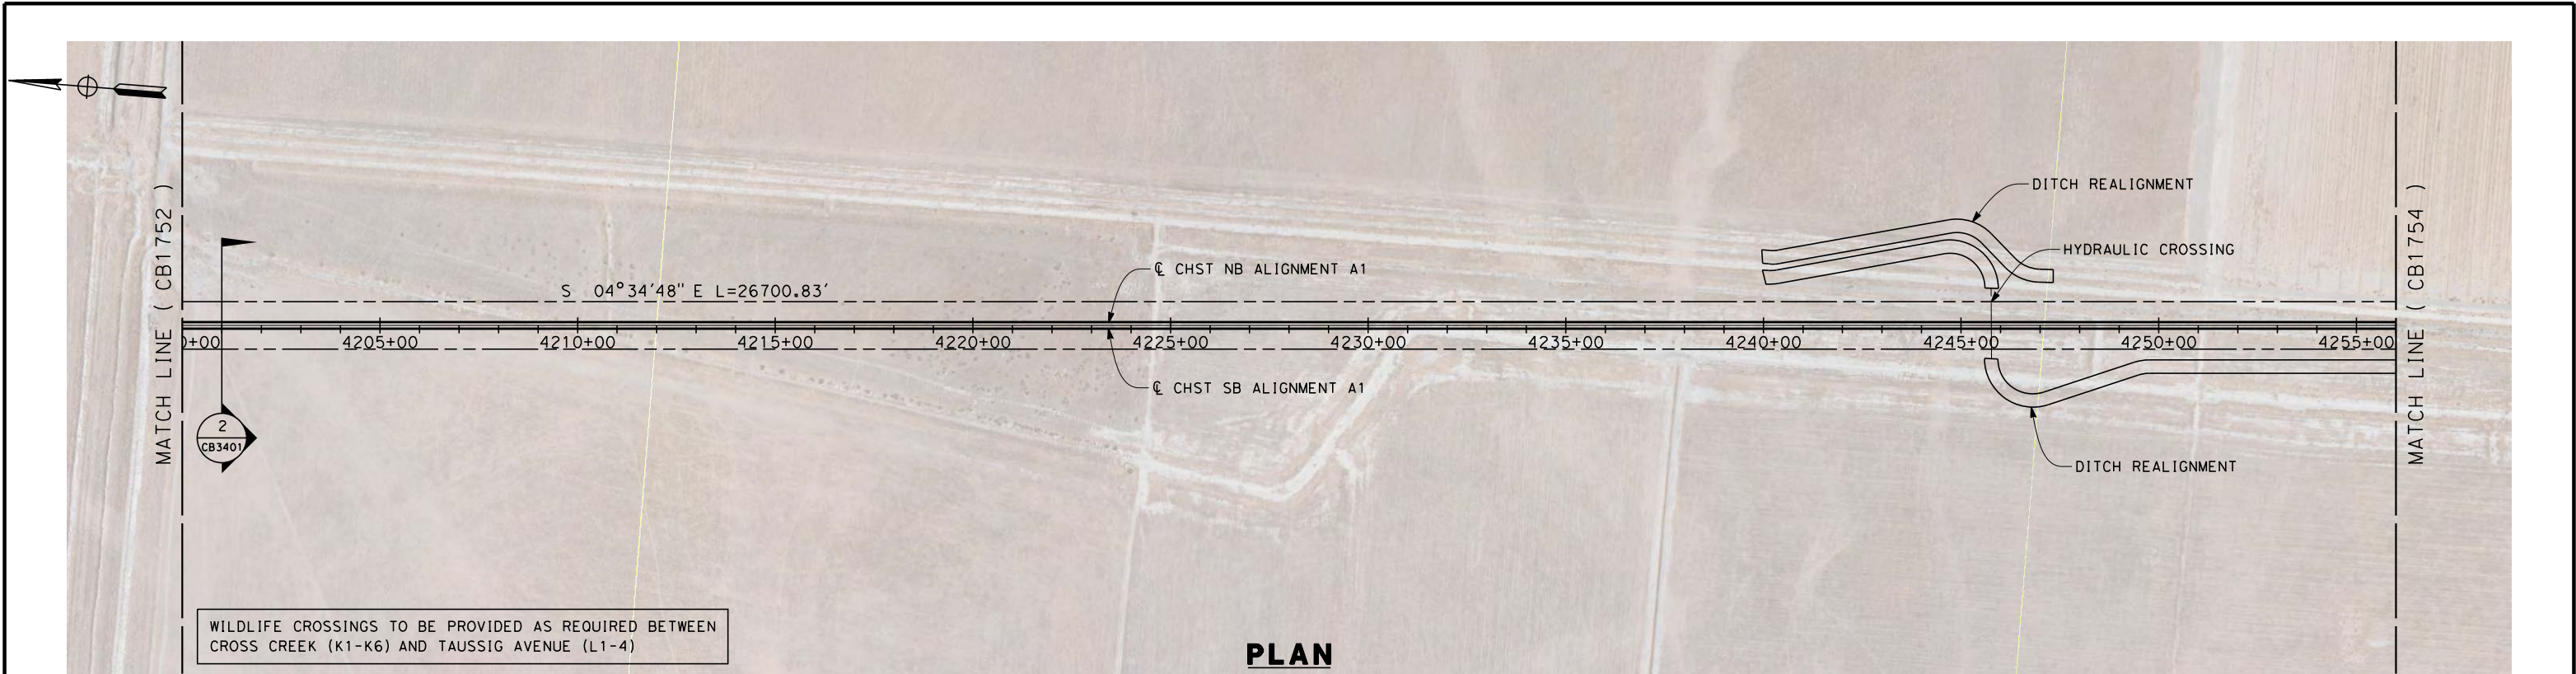 MATCH LINE ( CB1752 )
DITCH REALIGNMENT
HYDRAULIC CROSSING
MATCH LINE ( CB1754 )
℄ CHST NB ALIGNMENT A1
S 04°34'48" E L=26700.83'
0+00 4205+00 4210+00 4215+00 4220+00 4225+00 4230+00 4235+00 4240+00 4245+00 4250+00 4255+00
℄ CHST SB ALIGNMENT A1
2
CB3401
DITCH REALIGNMENT
WILDLIFE CROSSINGS TO BE PROVIDED AS REQUIRED BETWEEN
CROSS CREEK (K1-K6) AND TAUSSIG AVENUE (L1-4)
PLAN